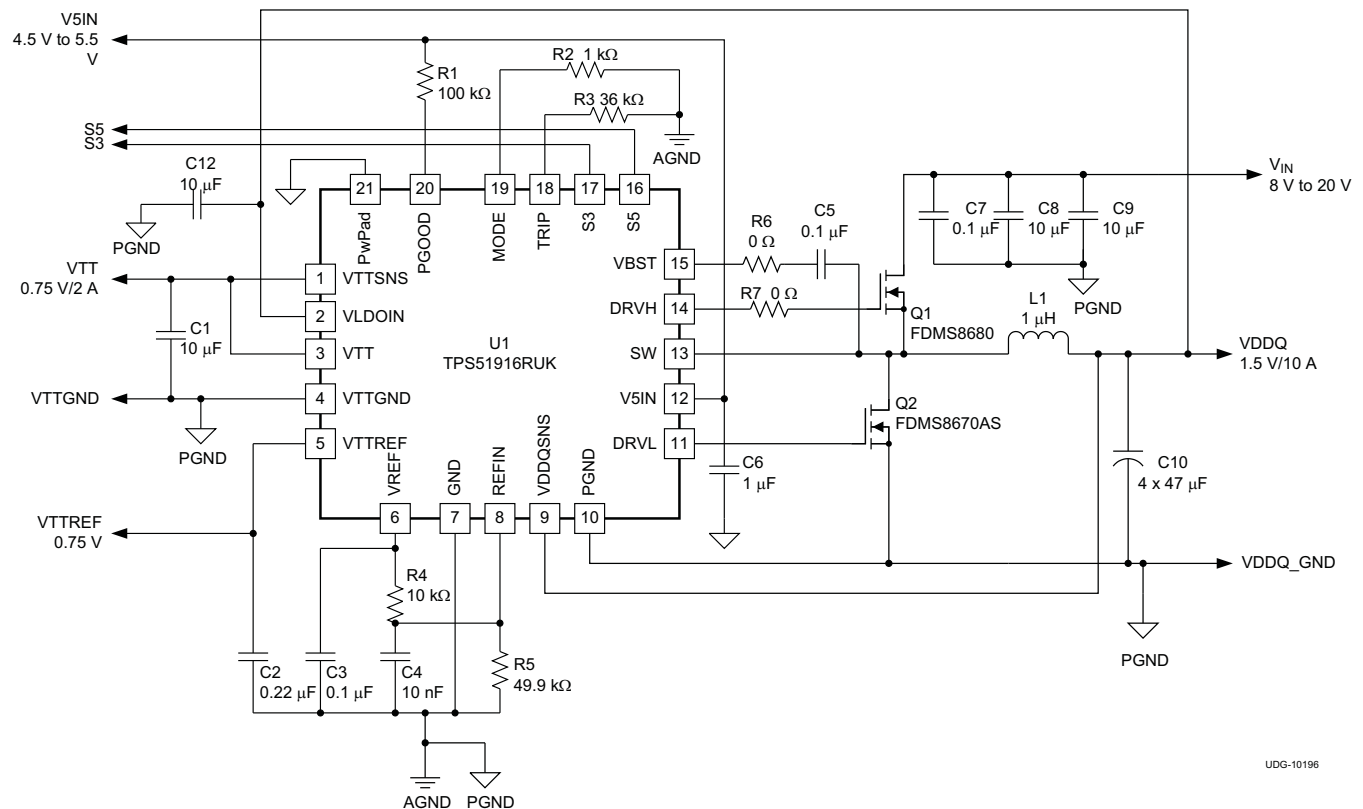 V5IN
4.5 V to 5.5
V
R1
100 kΩ
R2 1 kΩ
R3 36 kΩ
AGND
S5
S3
C12
10 μF
PGND
21
20
19
18
17
16
PwPad
PGOOD
MODE
TRIP
S3
S5
VTT
0.75 V/2 A
C1
10 μF
VTTGND
PGND
1 VTTSNS
2 VLDOIN
3 VTT
4 VTTGND
5 VTTREF
U1
TPS51916RUK
VBST 15
DRVH 14
SW 13
V5IN 12
DRVL 11
R6
0 Ω
C5
0.1 μF
R7 0 Ω
Q1
FDMS8680
C7
0.1 μF
C8
10 μF
C9
10 μF
VIN
8 V to 20 V
PGND
L1
1 μH
VDDQ
1.5 V/10 A
Q2
FDMS8670AS
C6
1 μF
C10
4 x 47 μF
VREF
GND
REFIN
VDDQSNS
PGND
6
7
8
9
10
VTTREF
0.75 V
VDDQ_GND
PGND
R4
10 kΩ
C2
0.22 μF
C3
0.1 μF
C4
10 nF
R5
49.9 kΩ
AGND
PGND
UDG-10196